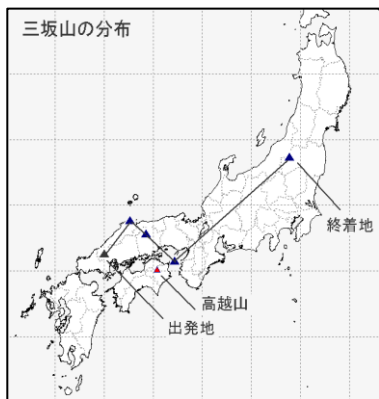 三坂山の分布
終着地
高越山
出発地